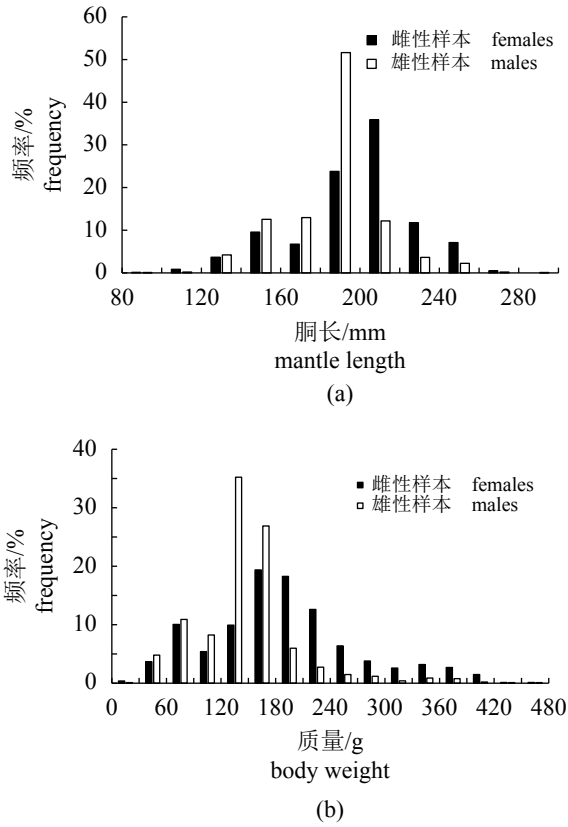 60
50
40
30
20
10
0
频率/%
frequency
雌性样本 females
雄性样本 males
80 120 160 200 240 280
胴长/mm
mantle length
(a)
40
30
20
10
0
频率/%
frequency
雌性样本 females
雄性样本 males
0 60 120 180 240 300 360 420 480
质量/g
body weight
(b)